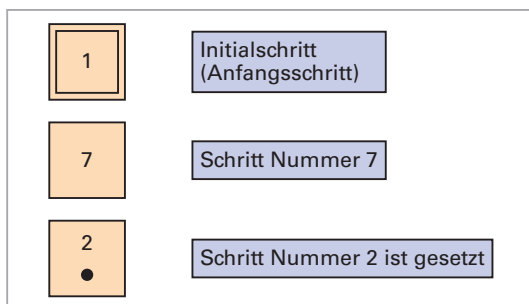 1
Initialschritt
(Anfangsschritt)
7
Schritt Nummer 7
2
Schritt Nummer 2 ist gesetzt